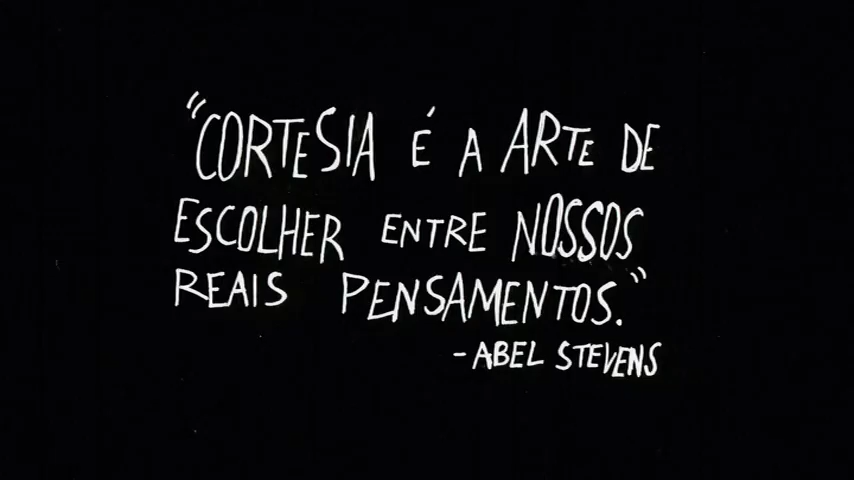 "CORTESIA É A ARTE DE
ESCOLHER ENTRE NOSSOS
REAIS PENSAMENTOS."
-ABEL STEVENS